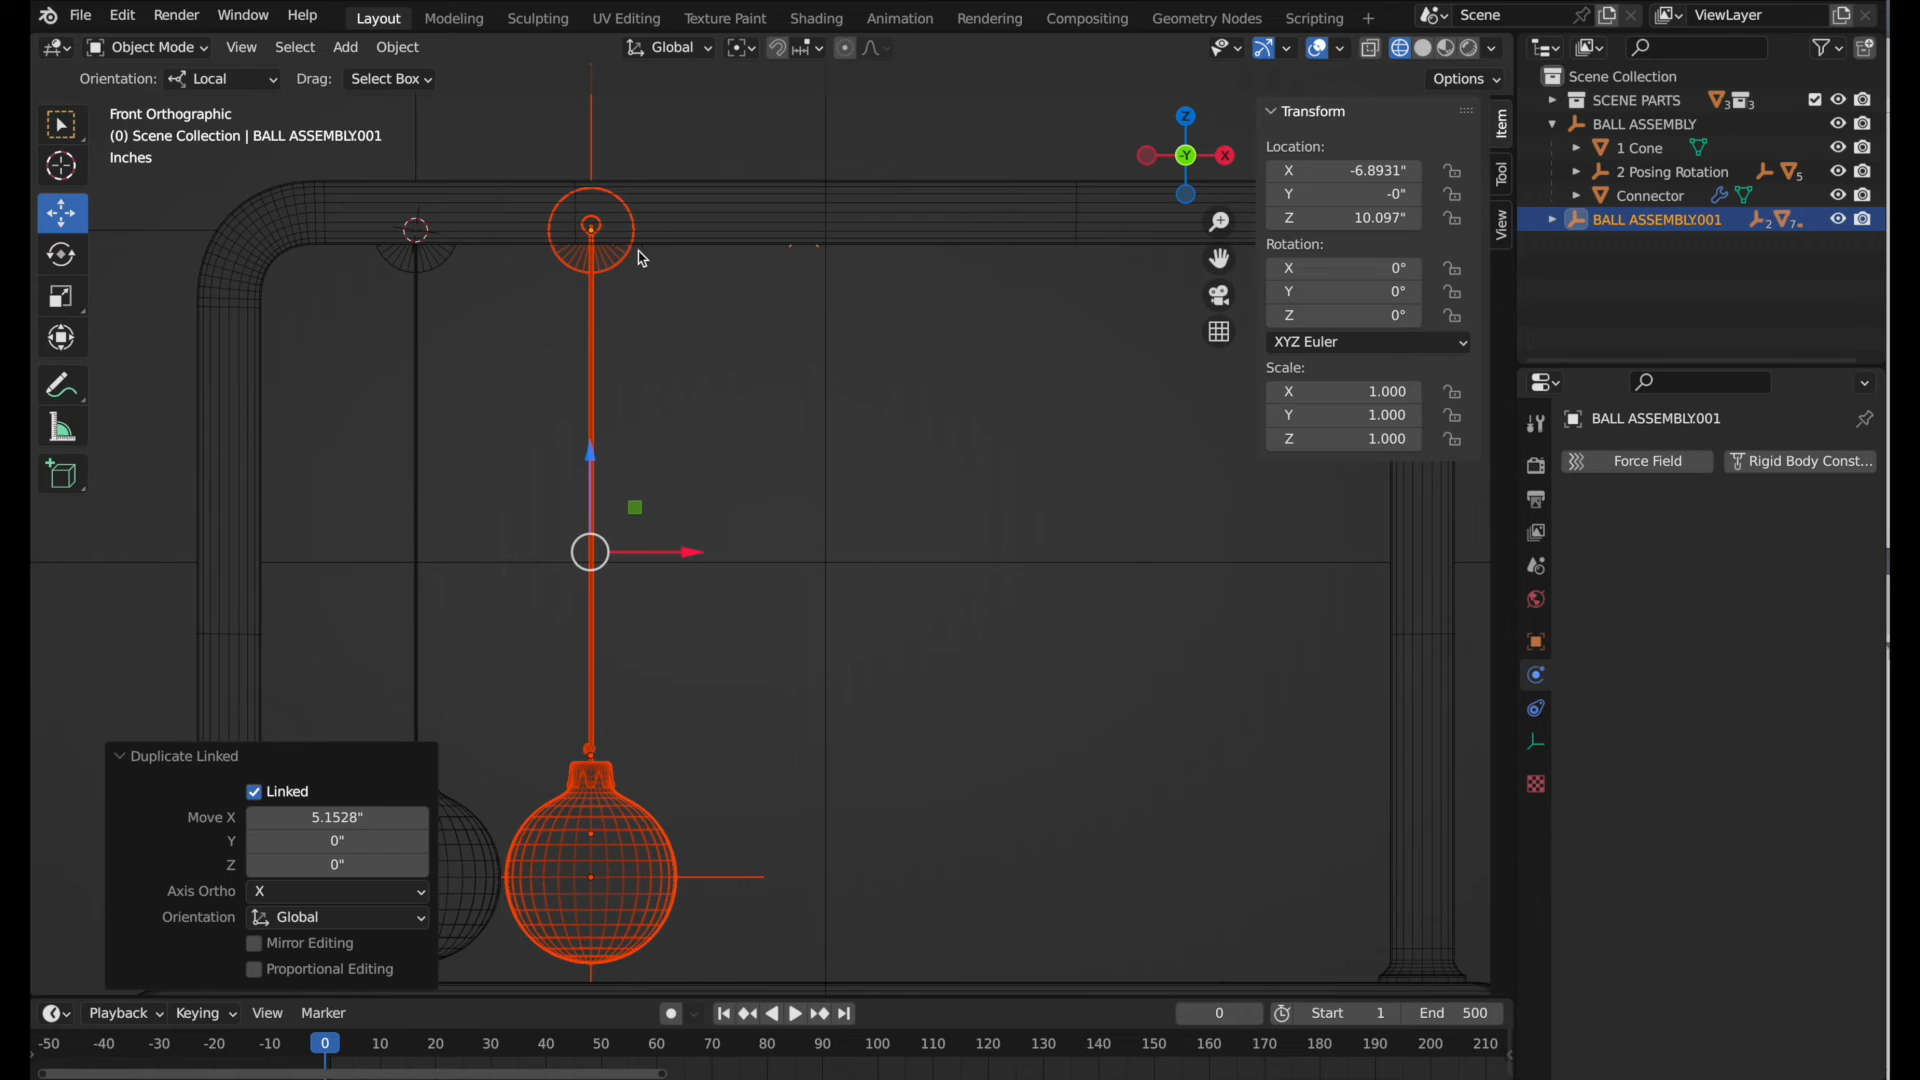 File Edit Render Window Help Layout Modeling Sculpting UV Editing Texture Paint Shading Animation Rendering Compositing Geometry Nodes Scripting + Scene ViewLayer
Object Mode View Select Add Object Global
Orientation: Local Drag: Select Box Options
Front Orthographic
(0) Scene Collection | BALL ASSEMBLY.001
Inches
Z
X
-Y
Transform
Location:
X -6.8931"
Y -0"
Z 10.097"
Rotation:
X 0°
Y 0°
Z 0°
XYZ Euler
Scale:
X 1.000
Y 1.000
Z 1.000
Item
Tool
View
Scene Collection
SCENE PARTS 3 3
BALL ASSEMBLY
1 Cone
2 Posing Rotation 5
Connector
BALL ASSEMBLY.001 2 7
BALL ASSEMBLY.001
Force Field Rigid Body Const...
Duplicate Linked
Linked
Move X 5.1528"
Y 0"
Z 0"
Axis Ortho X
Orientation Global
Mirror Editing
Proportional Editing
Playback Keying View Marker 0 Start 1 End 500
-50 -40 -30 -20 -10 0 10 20 30 40 50 60 70 80 90 100 110 120 130 140 150 160 170 180 190 200 210